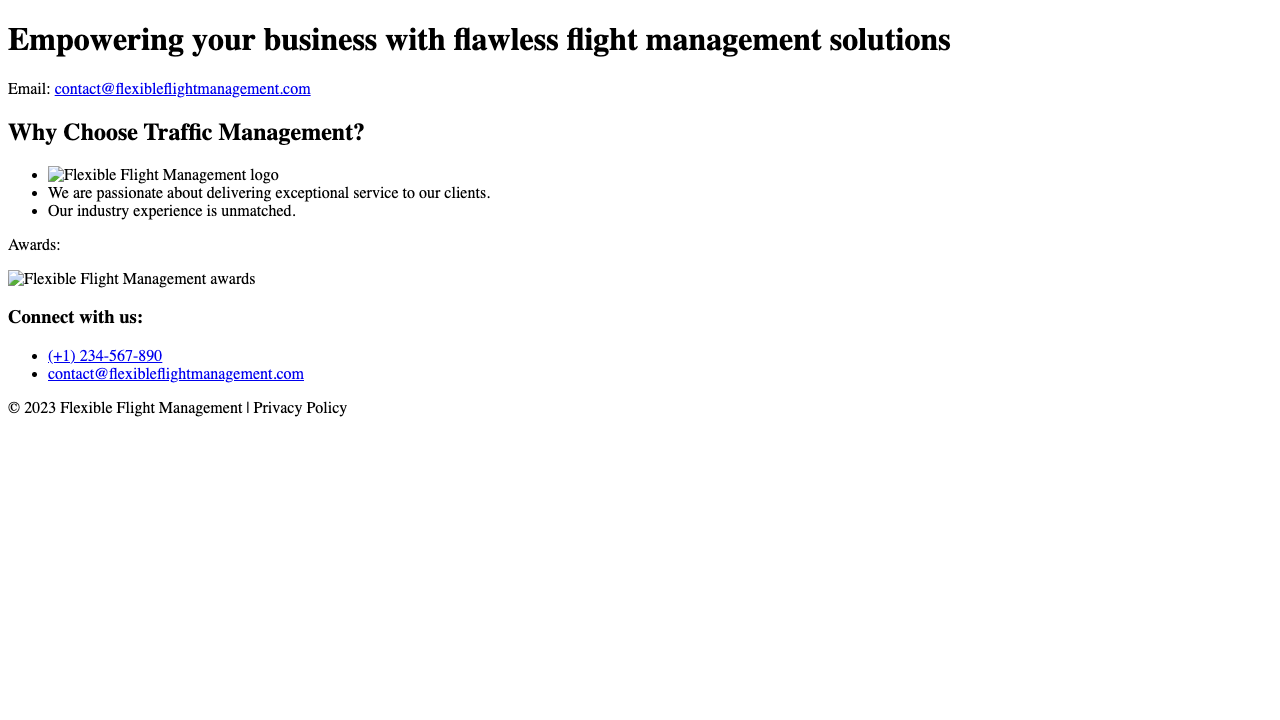 Empowering your business with flawless flight management solutions
Email: contact@flexibleflightmanagement.com
Why Choose Traffic Management?
Flexible Flight Management logo
We are passionate about delivering exceptional service to our clients.
Our industry experience is unmatched.
Awards:
Flexible Flight Management awards
Connect with us:
(+1) 234-567-890
contact@flexibleflightmanagement.com
© 2023 Flexible Flight Management | Privacy Policy